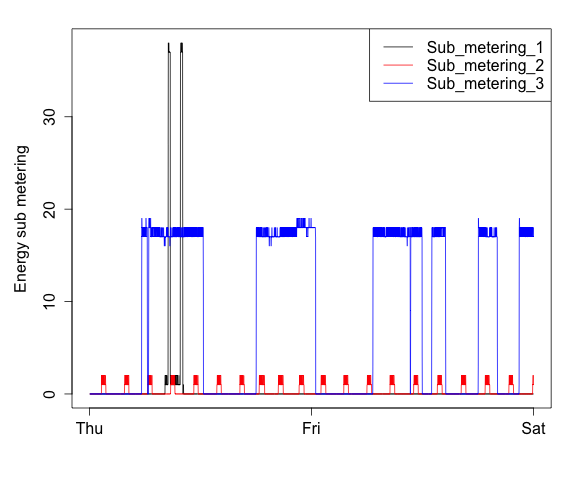 Sub_metering_1
Sub_metering_2
Sub_metering_3
Energy sub metering
30
20
10
0
Thu Fri Sat